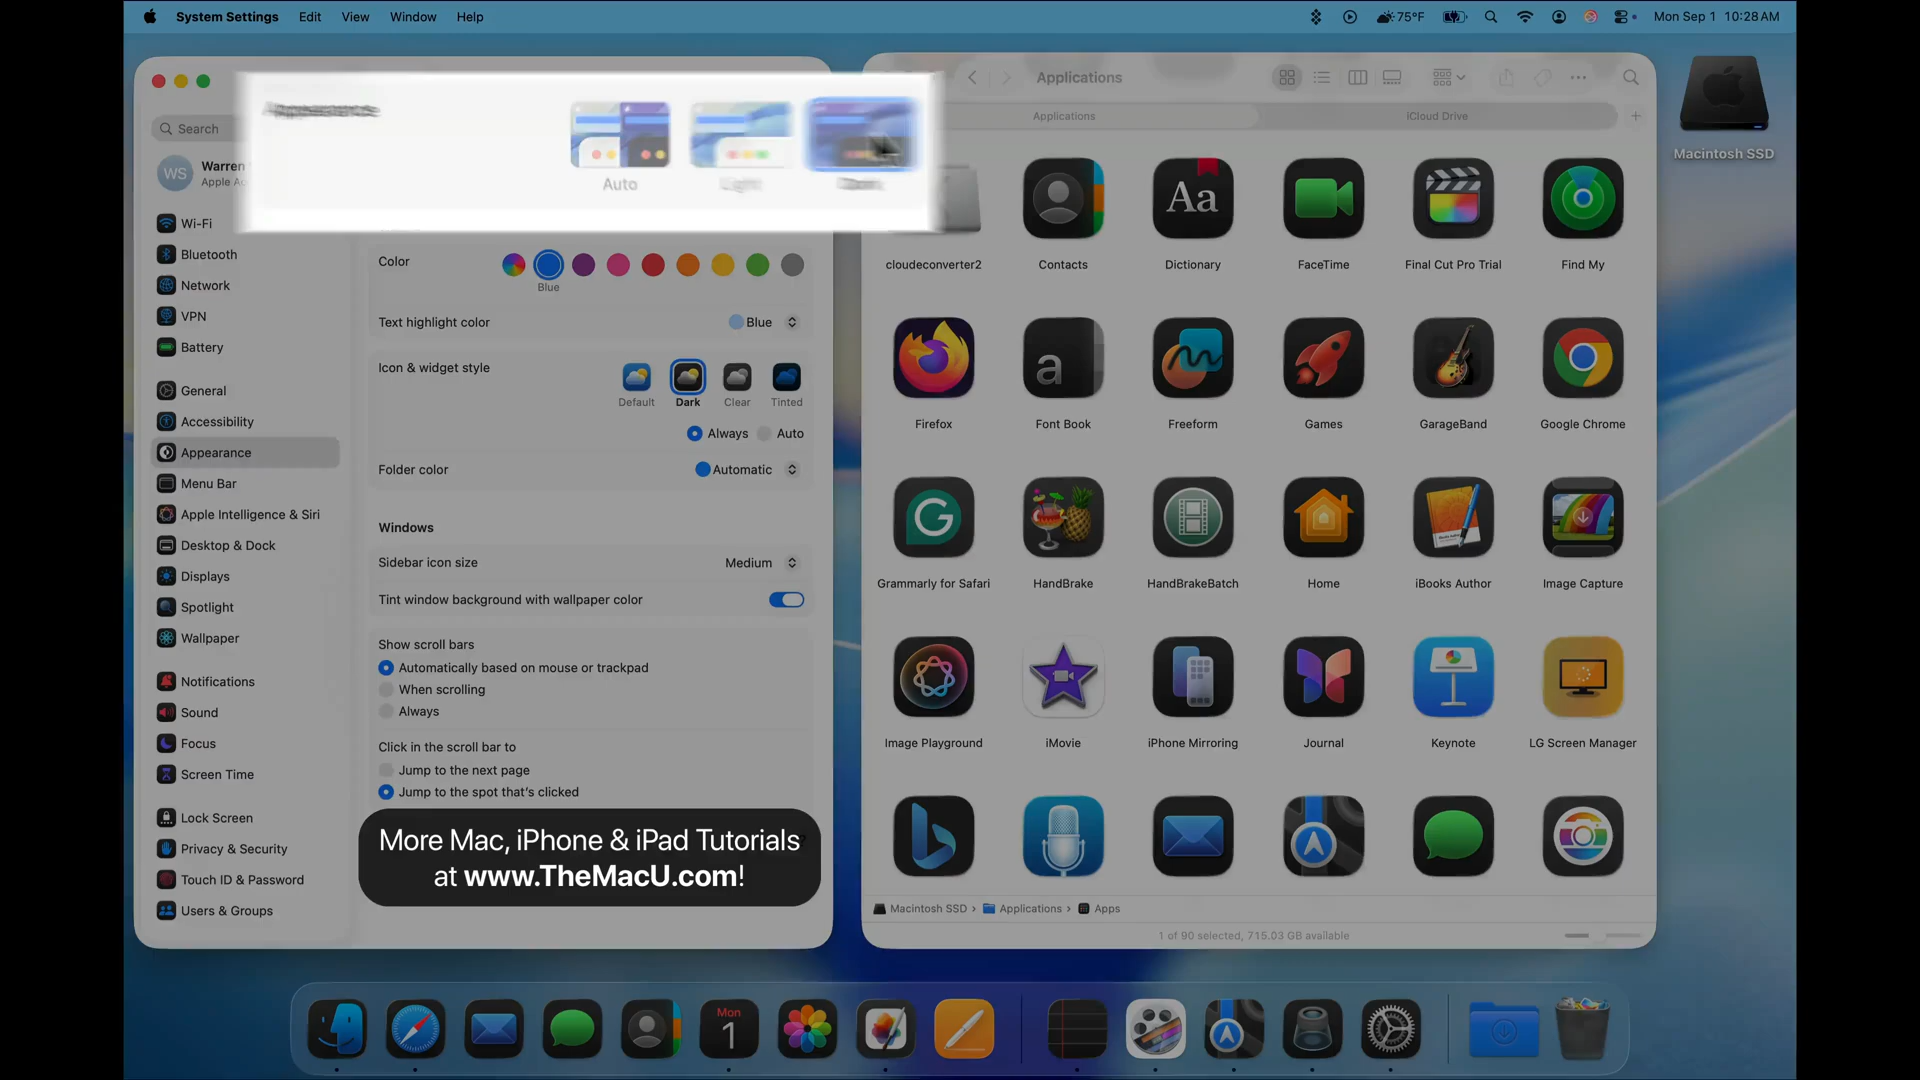 System Settings Edit View Window Help
75°F Mon Sep 1 10:28 AM
Search
WS Warren
Apple Ac
Wi-Fi
Bluetooth
Network
VPN
Battery
General
Accessibility
Appearance
Menu Bar
Apple Intelligence & Siri
Desktop & Dock
Displays
Spotlight
Wallpaper
Notifications
Sound
Focus
Screen Time
Lock Screen
Privacy & Security
Touch ID & Password
Users & Groups
Auto
Color
Blue
Text highlight color Blue
Icon & widget style
Default Dark Clear Tinted
Always Auto
Folder color Automatic
Windows
Sidebar icon size Medium
Tint window background with wallpaper color
Show scroll bars
Automatically based on mouse or trackpad
When scrolling
Always
Click in the scroll bar to
Jump to the next page
Jump to the spot that's clicked
More Mac, iPhone & iPad Tutorials
at www.TheMacU.com!
Applications
Applications iCloud Drive
Aa
cloudeconverter2 Contacts Dictionary FaceTime Final Cut Pro Trial Find My
a
Firefox Font Book Freeform Games GarageBand Google Chrome
Grammarly for Safari HandBrake HandBrakeBatch Home iBooks Author Image Capture
Image Playground iMovie iPhone Mirroring Journal Keynote LG Screen Manager
Macintosh SSD › Applications › Apps
1 of 90 selected, 715.03 GB available
Macintosh SSD
Mon
1